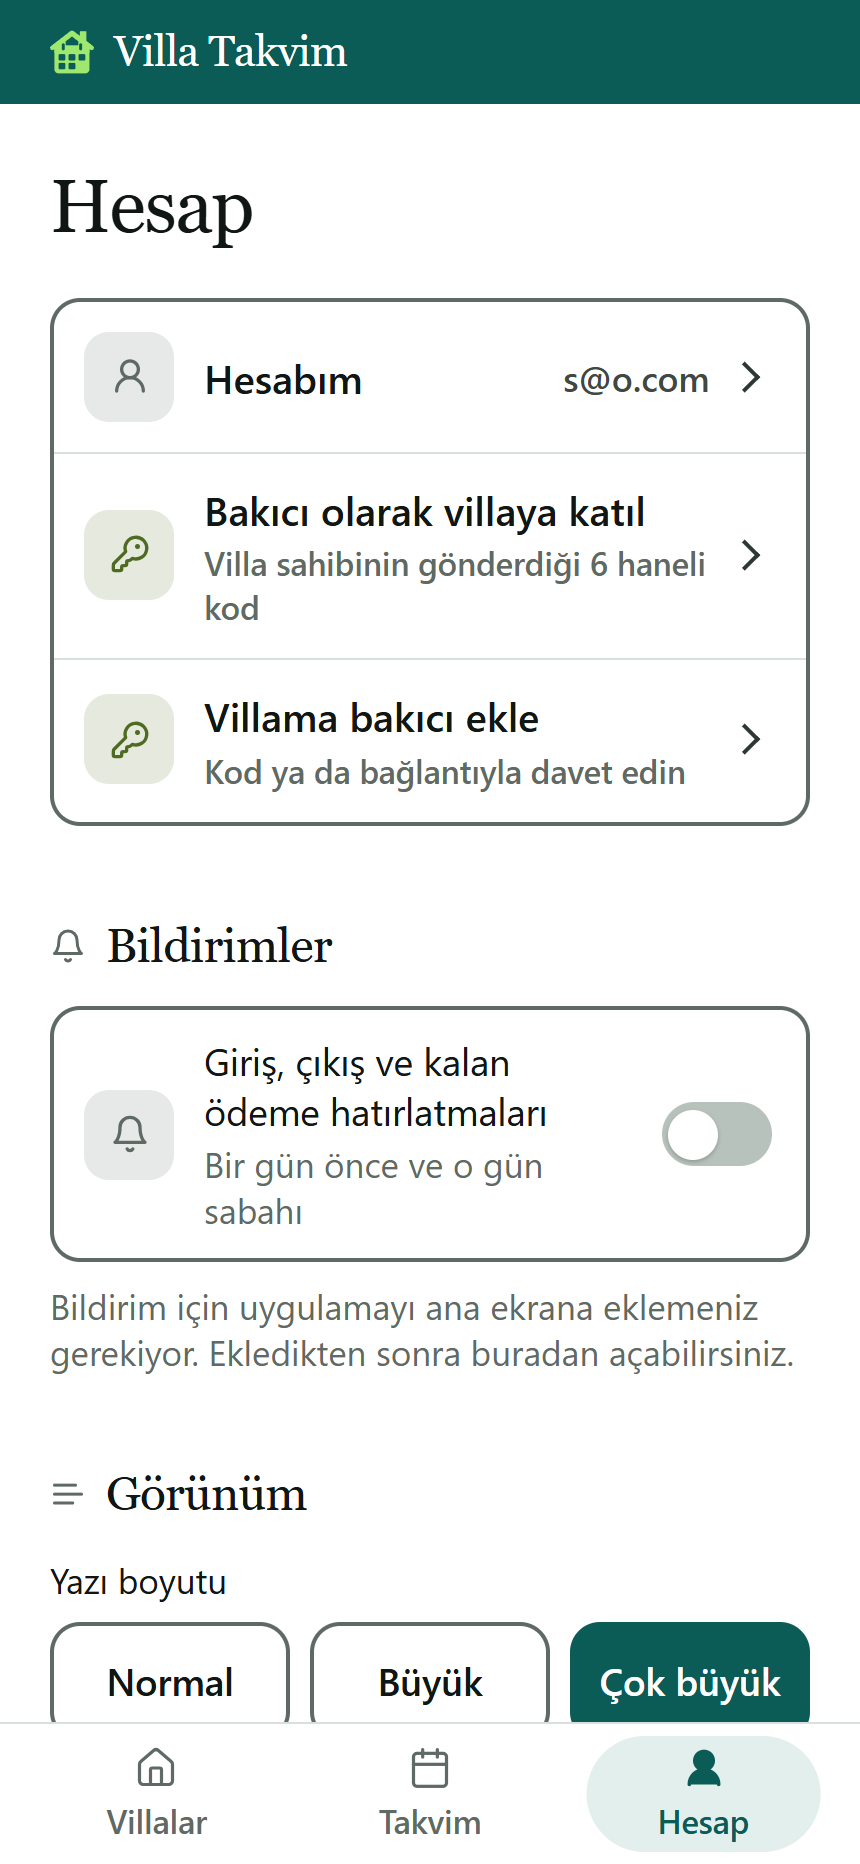 Villa Takvim
Hesap
Hesabım
s@o.com
Bakıcı olarak villaya katıl
Villa sahibinin gönderdiği 6 haneli
kod
Villama bakıcı ekle
Kod ya da bağlantıyla davet edin
Bildirimler
Giriş, çıkış ve kalan
ödeme hatırlatmaları
Bir gün önce ve o gün
sabahı
Bildirim için uygulamayı ana ekrana eklemeniz
gerekiyor. Ekledikten sonra buradan açabilirsiniz.
Görünüm
Yazı boyutu
Normal
Büyük
Çok büyük
Villalar
Takvim
Hesap